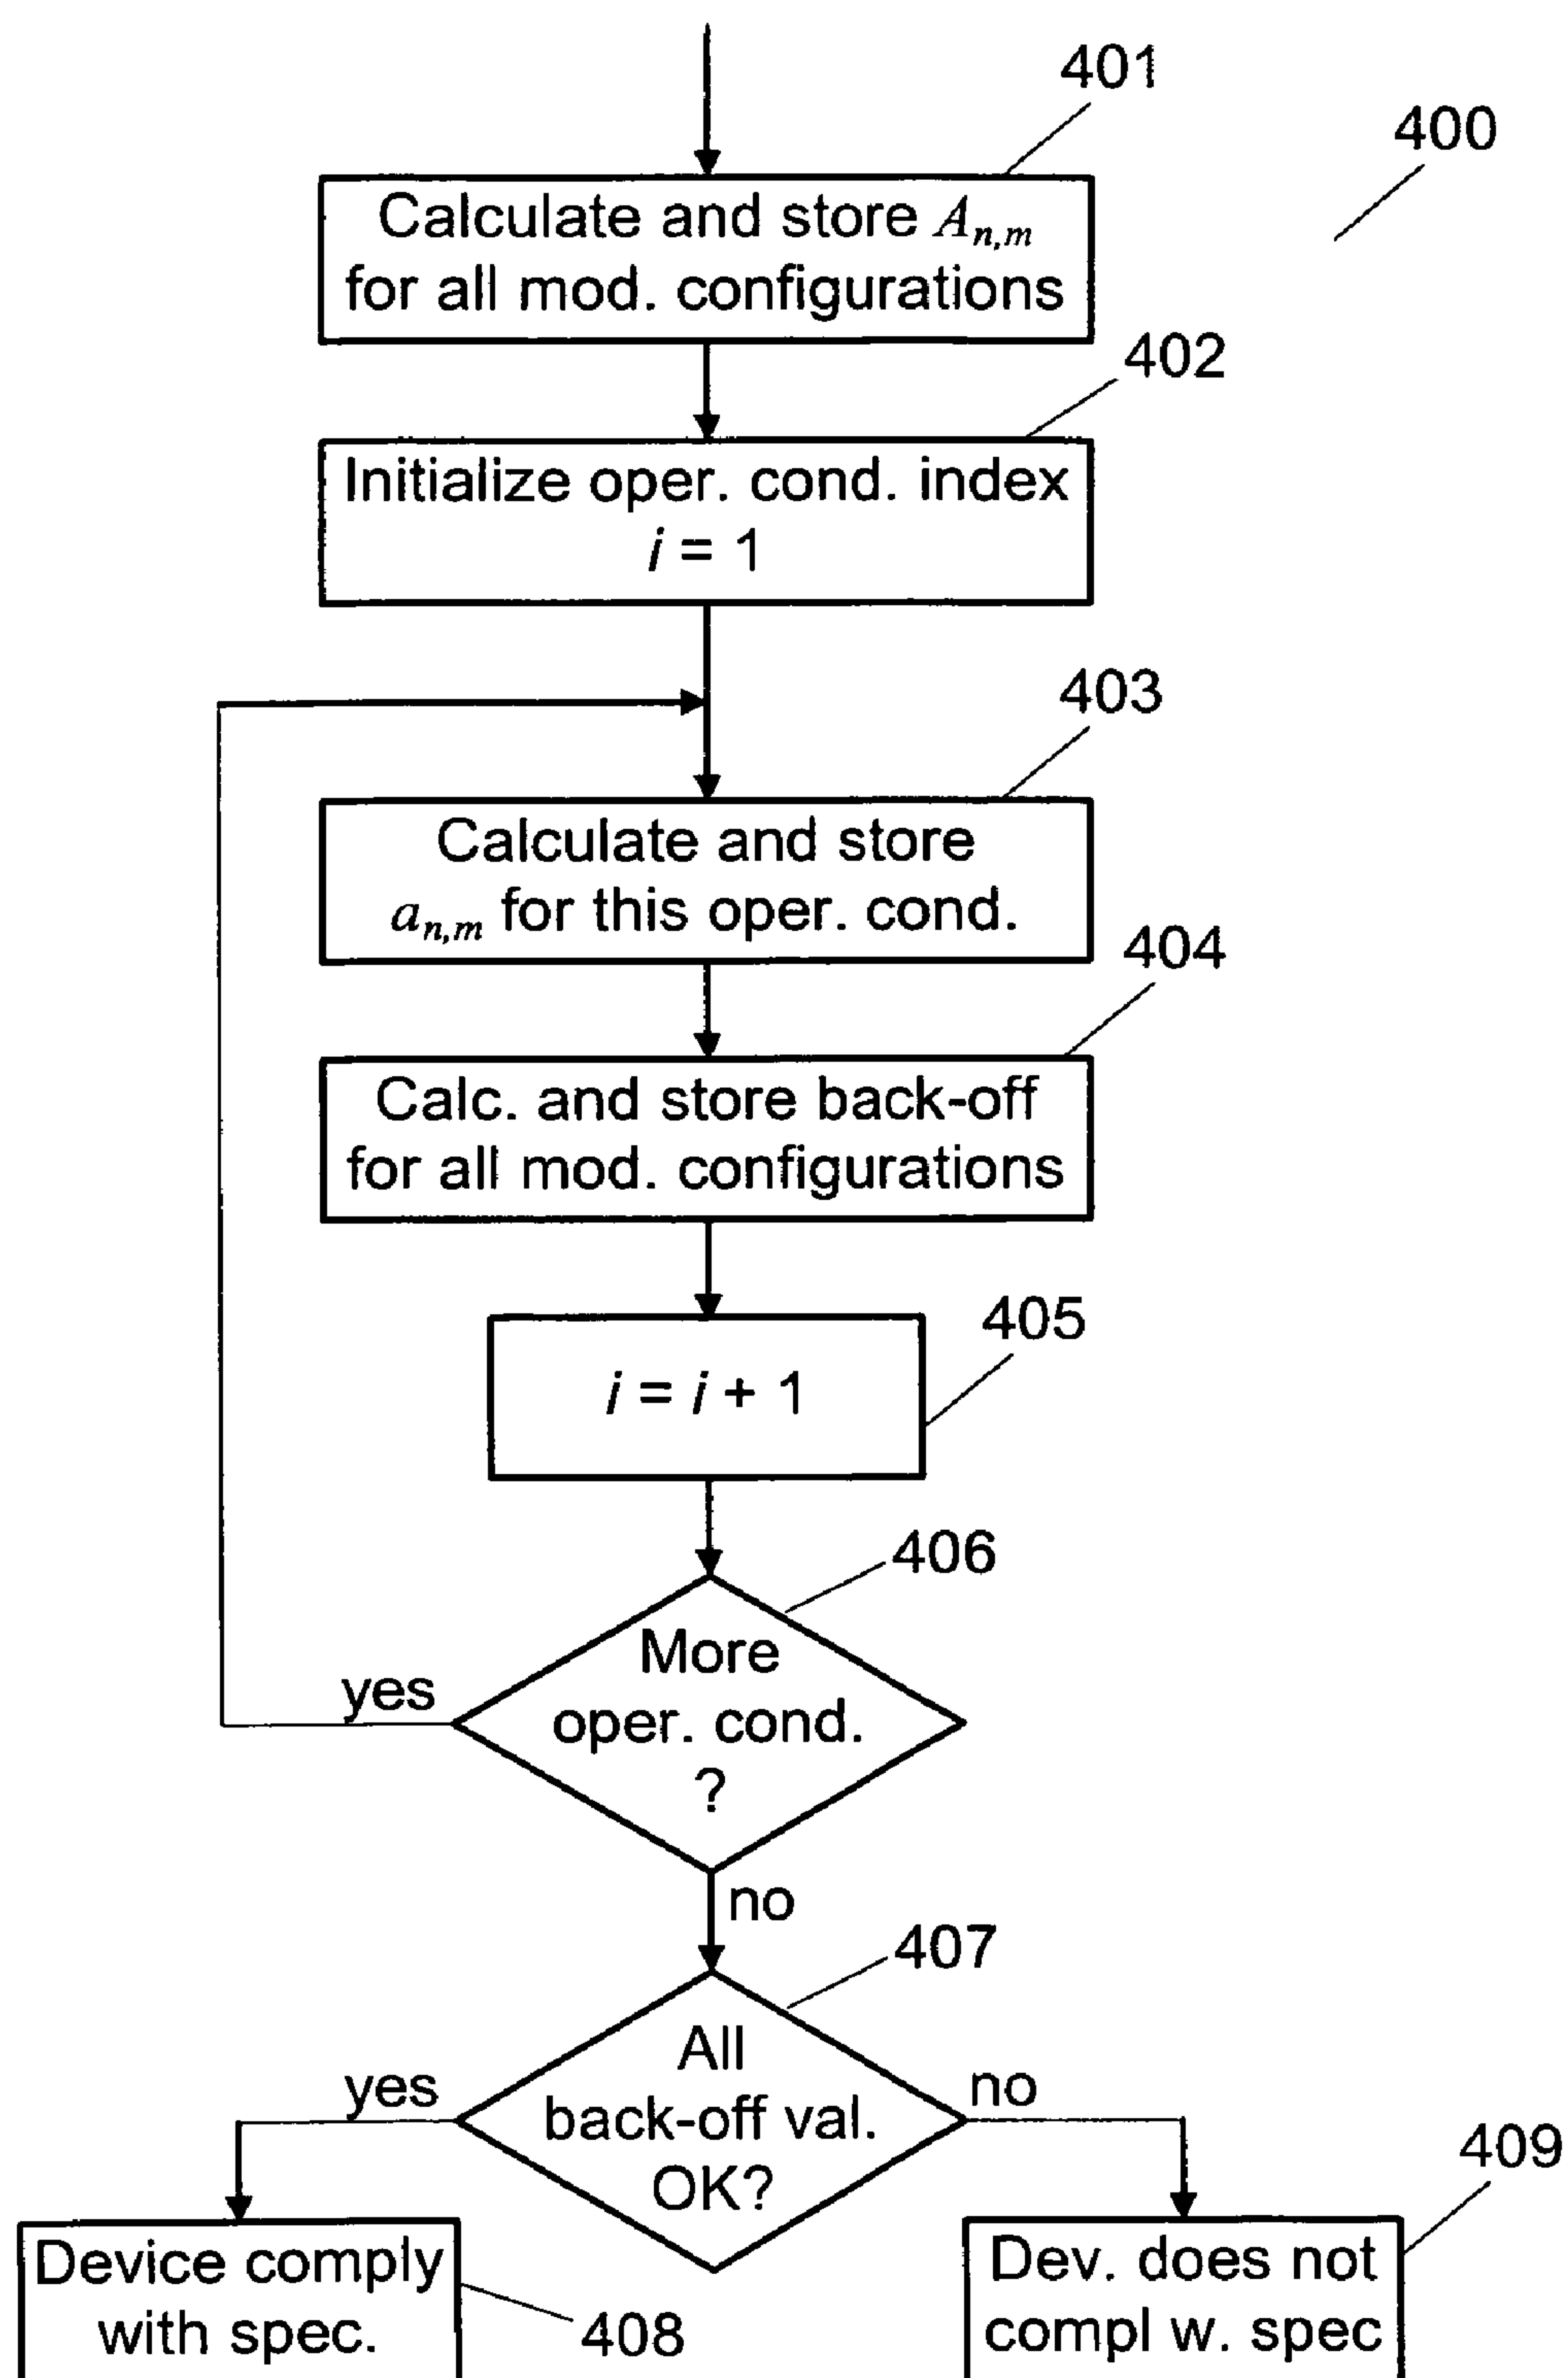 401
400
Calculate and store An,m
for all mod. configurations
402
Initialize oper. cond. index
i = 1
403
Calculate and store
an,m for this oper. cond.
404
Calc. and store back-off
for all mod. configurations
405
i = i + 1
406
More
oper. cond.
?
yes
no
407
All
back-off val.
OK?
yes
no
409
Device comply
with spec.
408
Dev. does not
compl w. spec